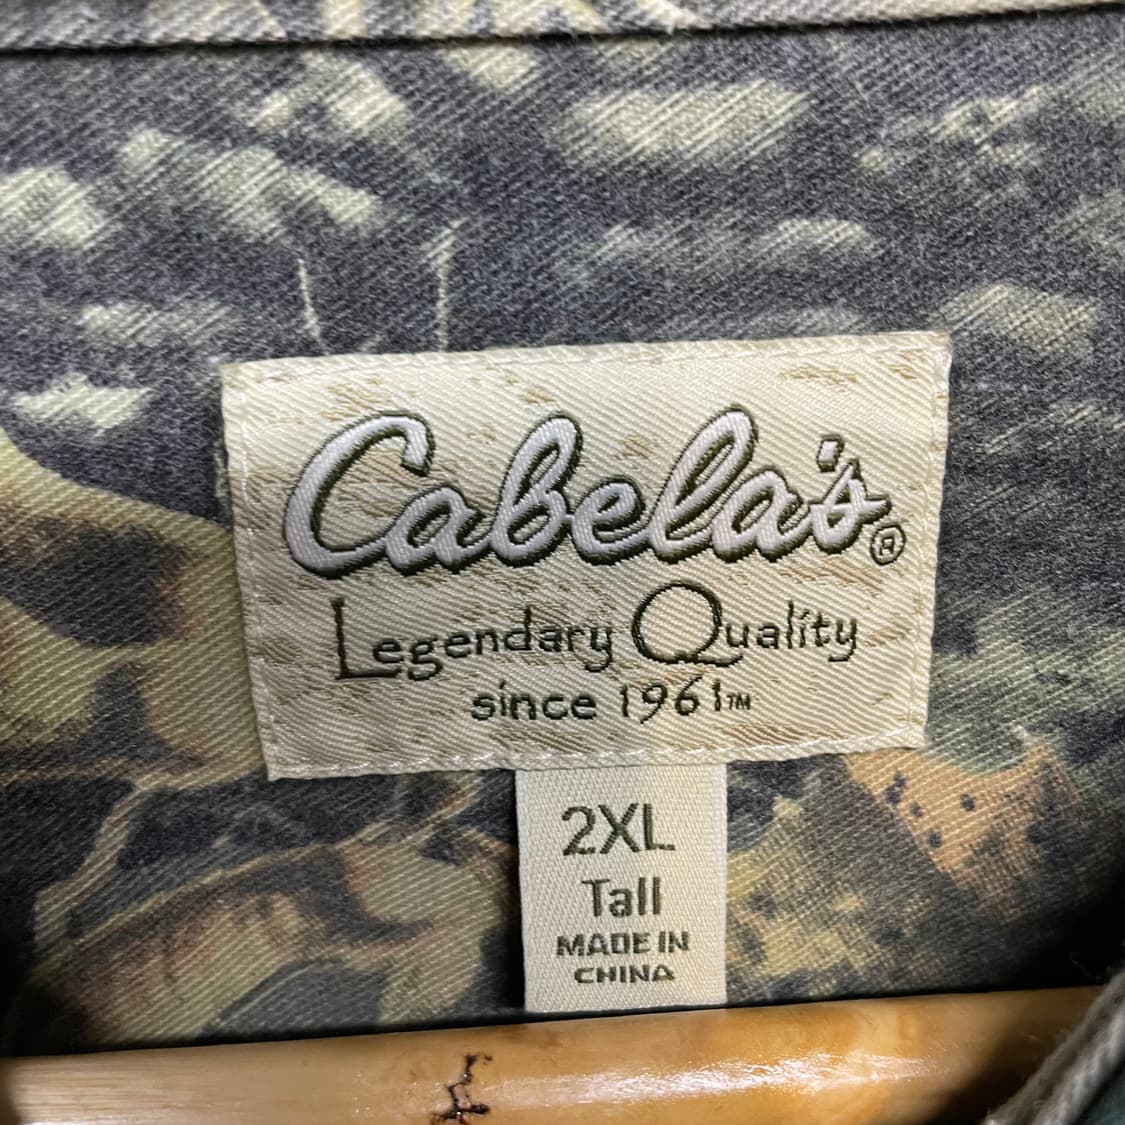 Cabela's®
Legendary Quality
since 1961™
2XL
Tall
MADE IN
CHINA